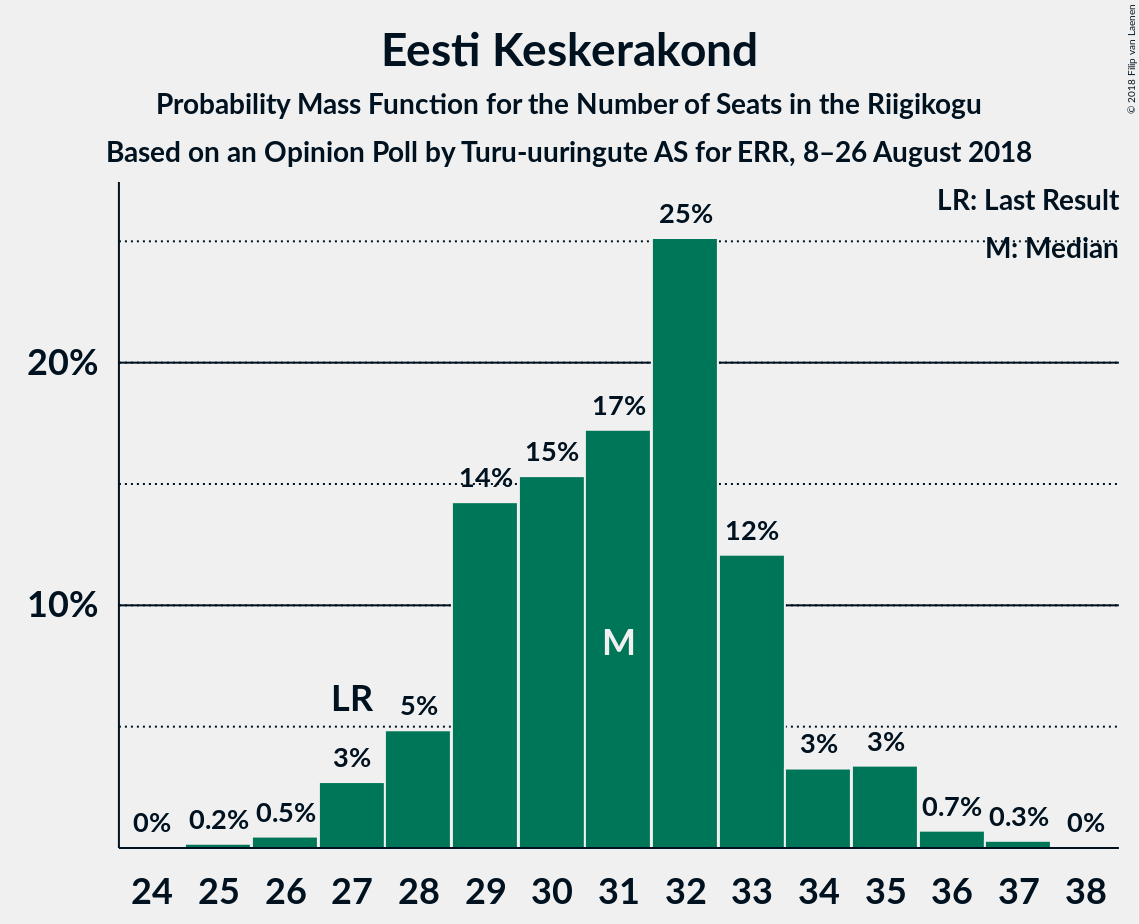 Eesti Keskerakond
Probability Mass Function for the Number of Seats in the Riigikogu
Based on an Opinion Poll by Turu-uuringute AS for ERR, 8–26 August 2018
© 2018 Filip van Laenen
LR: Last Result
M: Median
20%
10%
0%
0.2%
0.5%
3%
LR
5%
14%
15%
17%
M
25%
12%
3%
3%
0.7%
0.3%
0%
24 25 26 27 28 29 30 31 32 33 34 35 36 37 38